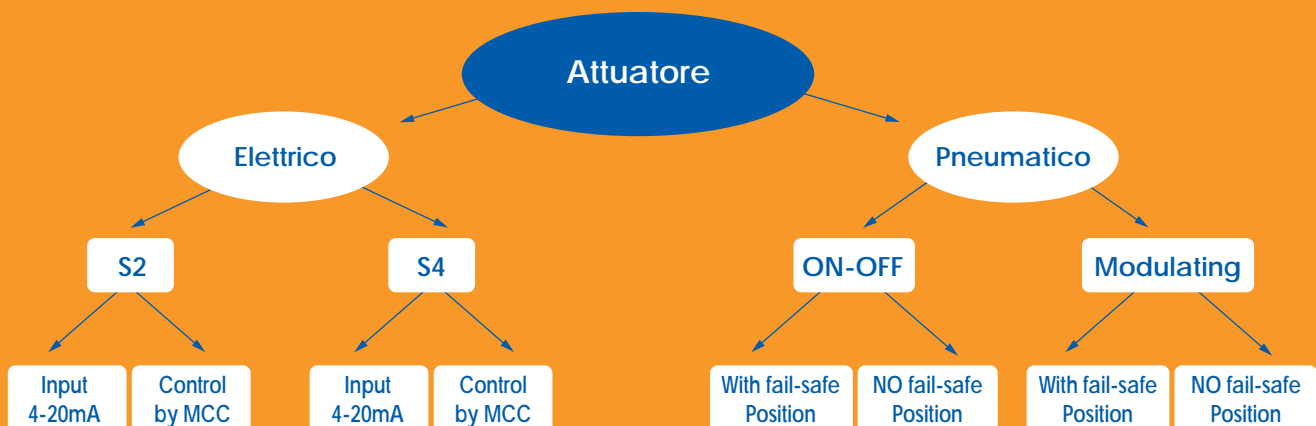 Attuatore
Elettrico
Pneumatico
S2
S4
ON-OFF
Modulating
Input
4-20mA
Control
by MCC
Input
4-20mA
Control
by MCC
With fail-safe
Position
NO fail-safe
Position
With fail-safe
Position
NO fail-safe
Position